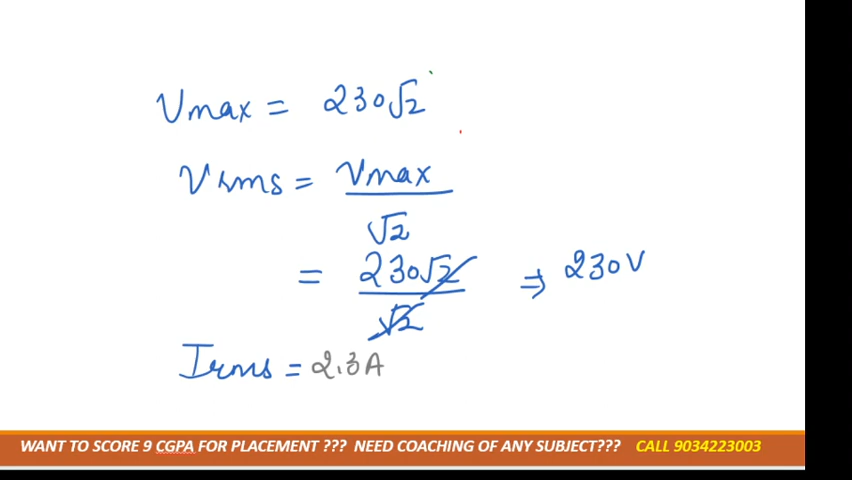 Vmax = 230√2
Vrms = Vmax
√2
= 230√2 ⇒ 230V
√2
Irms = 2.3A
WANT TO SCORE 9 CGPA FOR PLACEMENT ??? NEED COACHING OF ANY SUBJECT??? CALL 9034223003